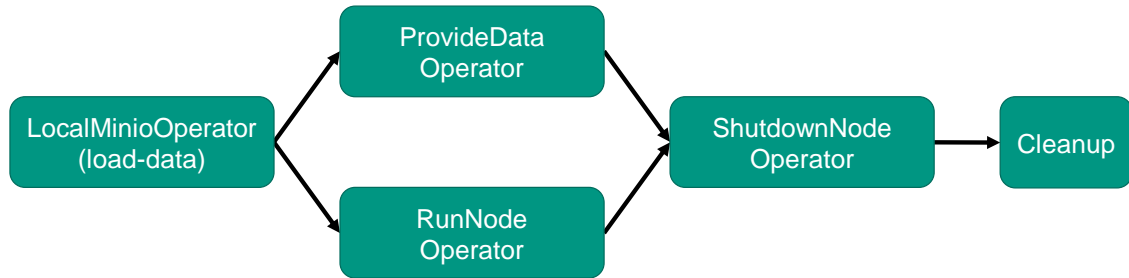 LocalMinioOperator
(load-data)
ProvideData
Operator
RunNode
Operator
ShutdownNode
Operator
Cleanup